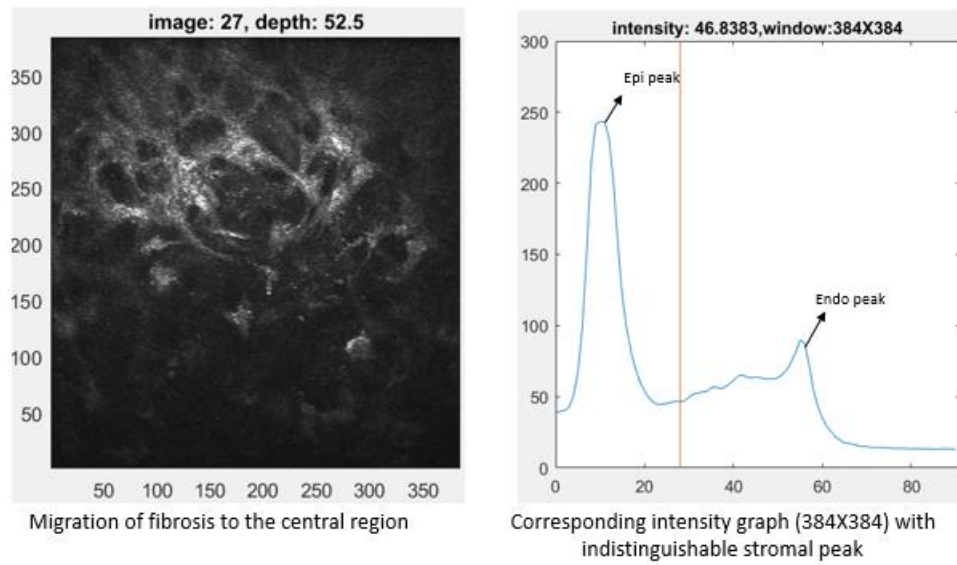 image: 27, depth: 52.5
350
300
250
200
150
100
50
50 100 150 200 250 300 350
Migration of fibrosis to the central region
intensity: 46.8383,window:384X384
300
250
200
150
100
50
0
0 20 40 60 80
Epi peak
Endo peak
Corresponding intensity graph (384X384) with
indistinguishable stromal peak